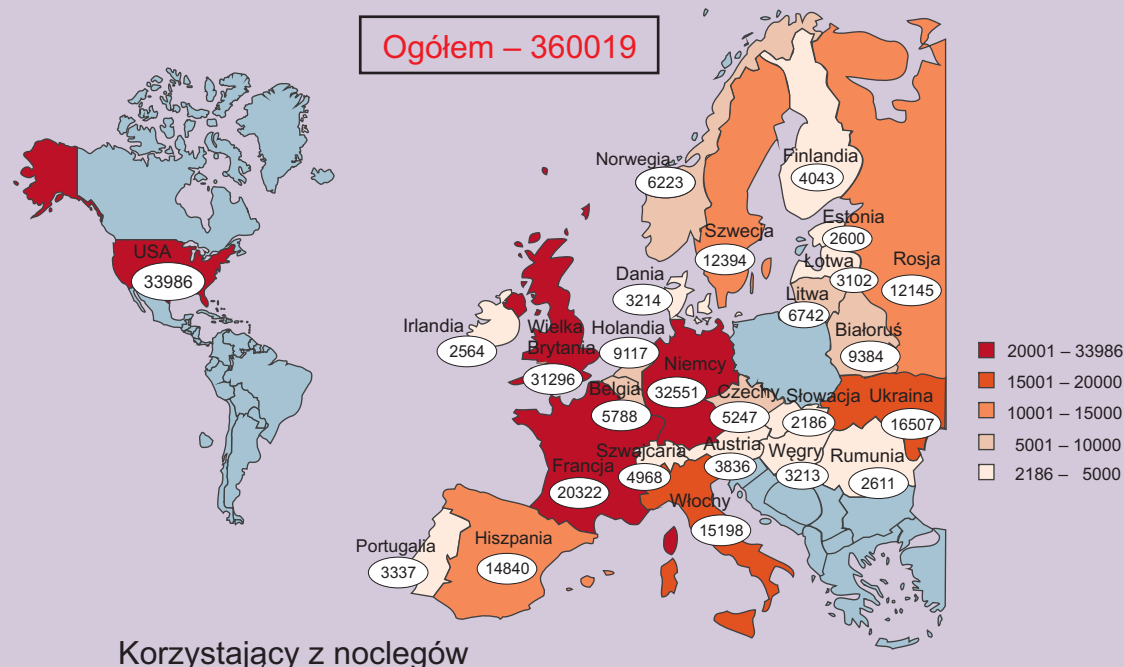 Ogółem – 360019
Norwegia
6223
Finlandia
4043
Szwecja
12394
Estonia
2600
Łotwa
3102
Rosja
12145
USA
33986
Dania
3214
Litwa
6742
Irlandia
2564
Wielka
Brytania
31296
Holandia
9117
Białoruś
9384
Niemcy
32551
Belgia
5788
Czechy
5247
Słowacja
2186
Ukraina
16507
Szwajcaria
4968
Austria
3836
Węgry
3213
Rumunia
2611
Francja
20322
Włochy
15198
Portugalia
3337
Hiszpania
14840
20001 – 33986
15001 – 20000
10001 – 15000
5001 – 10000
2186 – 5000
Korzystający z noclegów